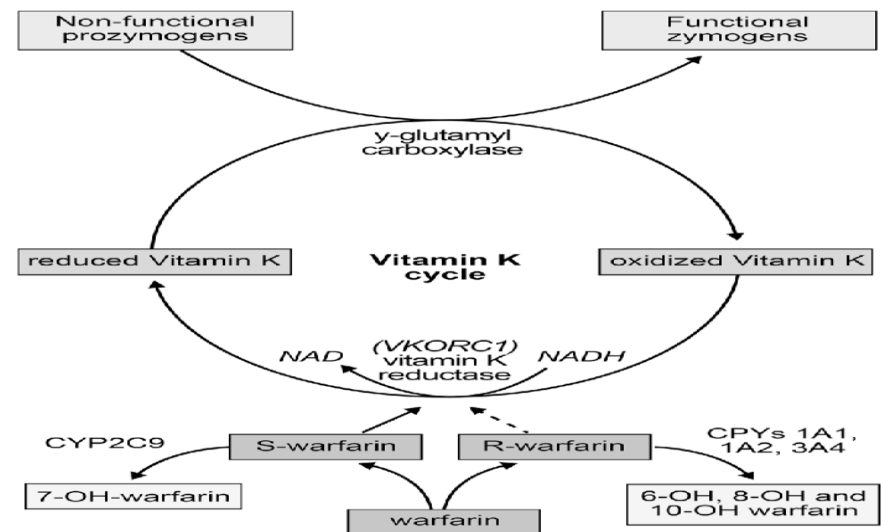 Non-functional
prozymogens
Functional
zymogens
y-glutamyl
carboxylase
reduced Vitamin K
Vitamin K
cycle
oxidized Vitamin K
NAD
(VKORC1)
vitamin K
reductase
NADH
CYP2C9
S-warfarin
R-warfarin
CPYs 1A1,
1A2, 3A4
7-OH-warfarin
warfarin
6-OH, 8-OH and
10-OH warfarin